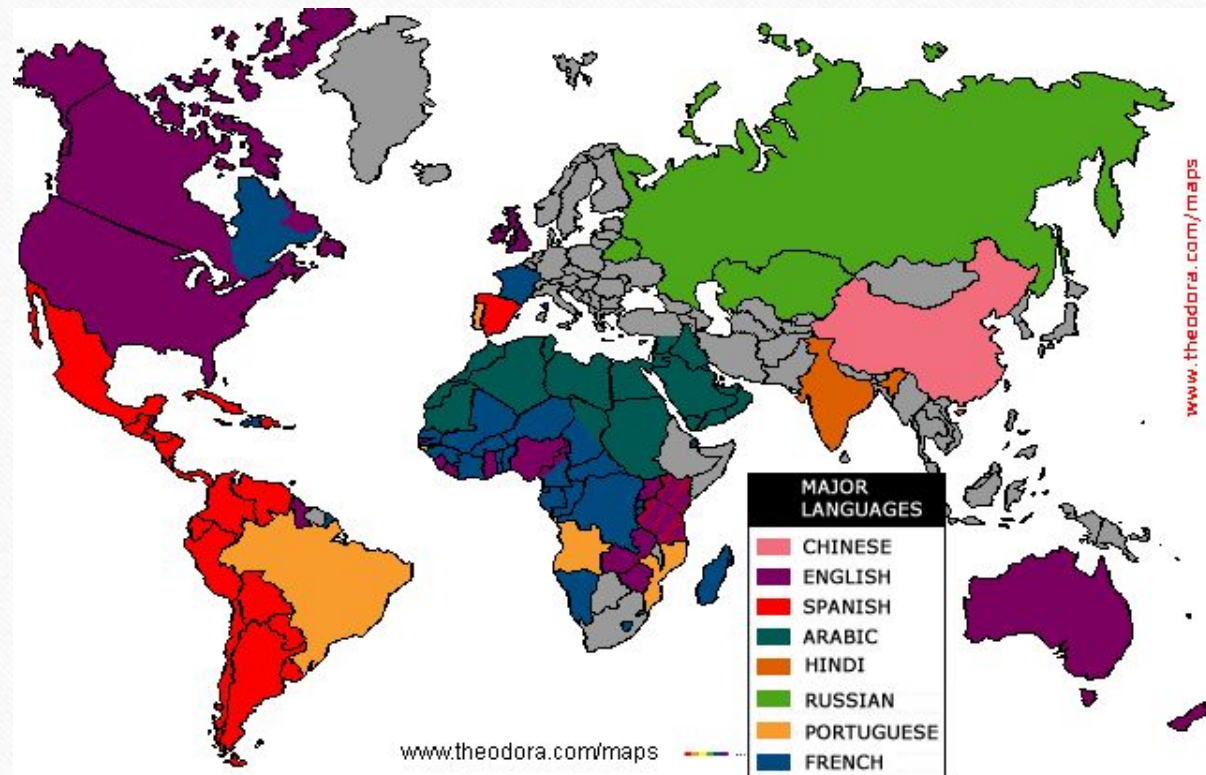 www.theodora.com/maps
MAJOR
LANGUAGES
CHINESE
ENGLISH
SPANISH
ARABIC
HINDI
RUSSIAN
PORTUGUESE
FRENCH
www.theodora.com/maps